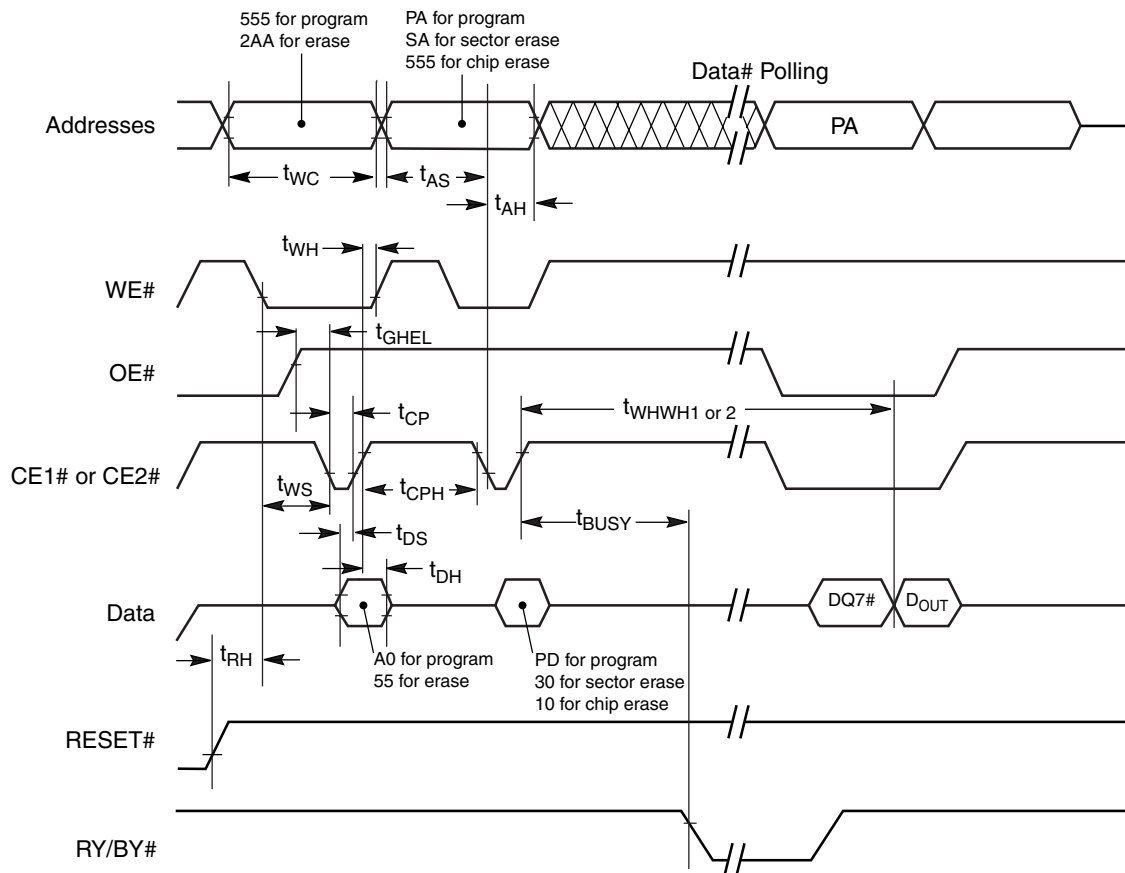 555 for program
2AA for erase
PA for program
SA for sector erase
555 for chip erase
Data# Polling
Addresses
PA
tWC
tAS
tAH
tWH
WE#
tGHEL
OE#
tWHWH1 or 2
tCP
CE1# or CE2#
tWS
tCPH
tBUSY
tDS
tDH
Data
DQ7#
DOUT
tRH
A0 for program
55 for erase
PD for program
30 for sector erase
10 for chip erase
RESET#
RY/BY#